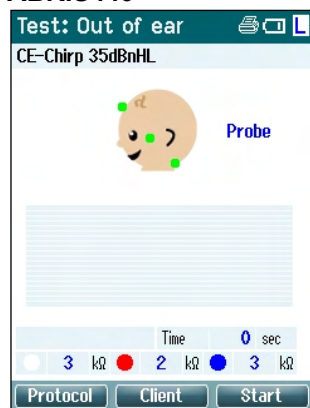 Test: Out of ear L
CE-Chirp 35dBnHL
Probe
Time 0 sec
3 kΩ 2 kΩ 3 kΩ
Protocol Client Start